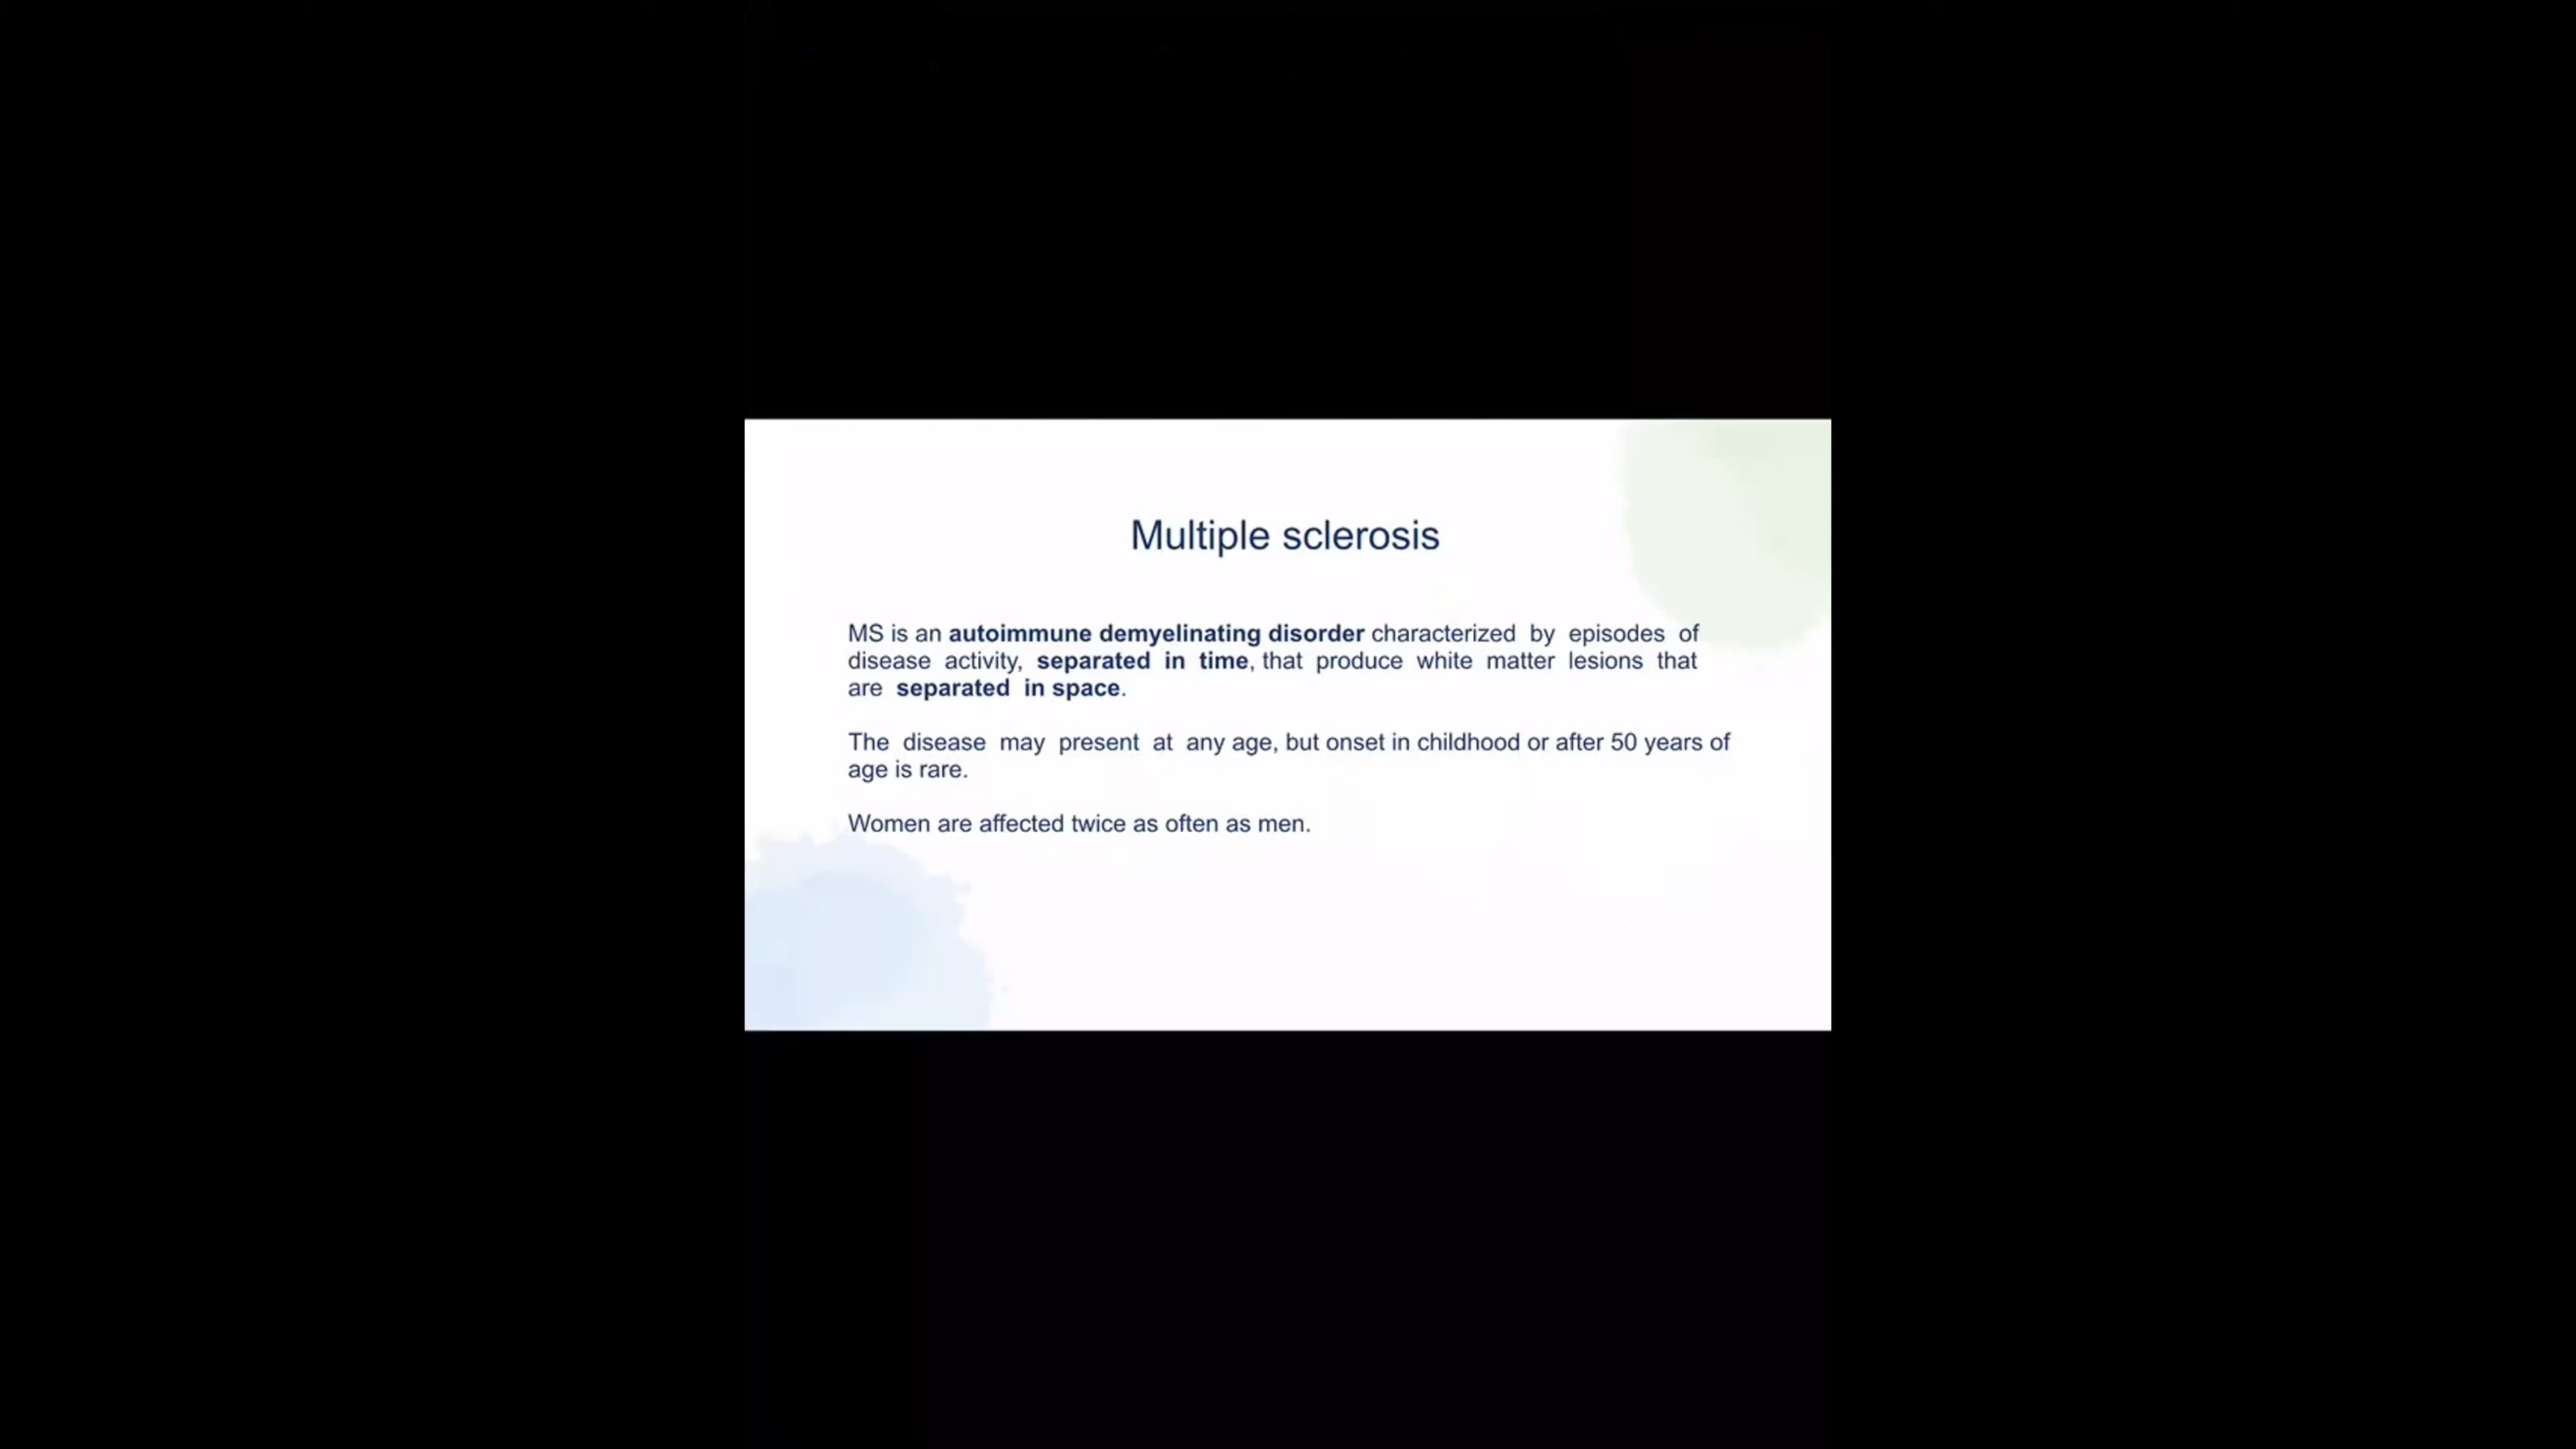 Multiple sclerosis
MS is an autoimmune demyelinating disorder characterized by episodes of
disease activity, separated in time, that produce white matter lesions that
are separated in space.
The disease may present at any age, but onset in childhood or after 50 years of
age is rare.
Women are affected twice as often as men.